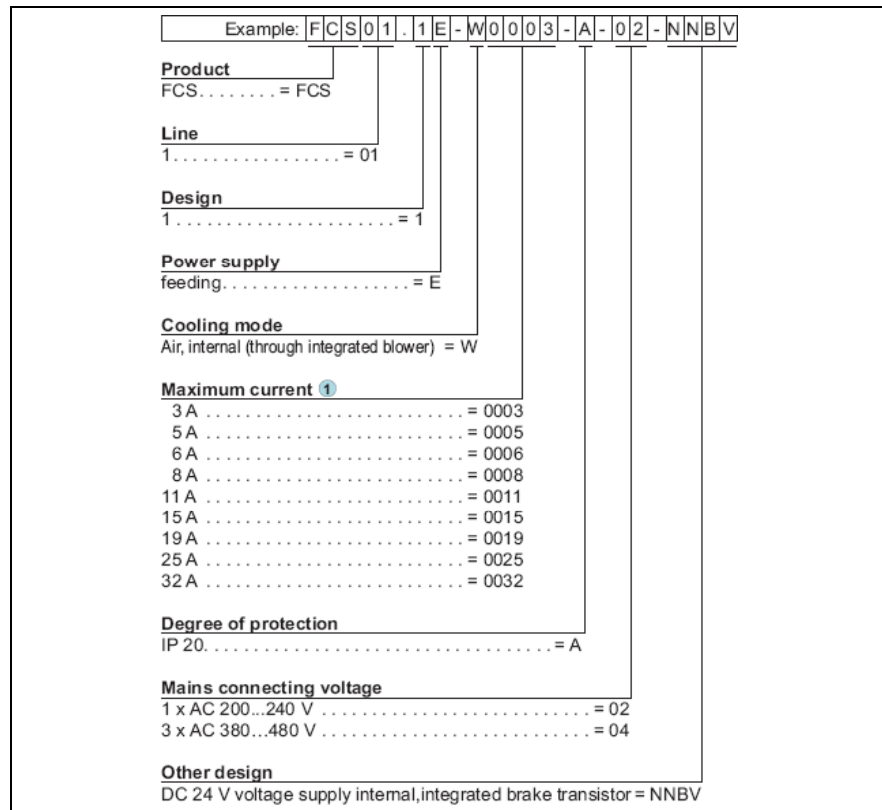 Example: FCS01.1E-W0003-A-02-NNBV
Product
FCS........ = FCS
Line
1................. = 01
Design
1...................... = 1
Power supply
feeding................... = E
Cooling mode
Air, internal (through integrated blower) = W
Maximum current 1
3 A .......................... = 0003
5 A .......................... = 0005
6 A .......................... = 0006
8 A .......................... = 0008
11 A .......................... = 0011
15 A .......................... = 0015
19 A .......................... = 0019
25 A .......................... = 0025
32 A .......................... = 0032
Degree of protection
IP 20................................... = A
Mains connecting voltage
1 x AC 200...240 V ........................... = 02
3 x AC 380...480 V ........................... = 04
Other design
DC 24 V voltage supply internal,integrated brake transistor = NNBV